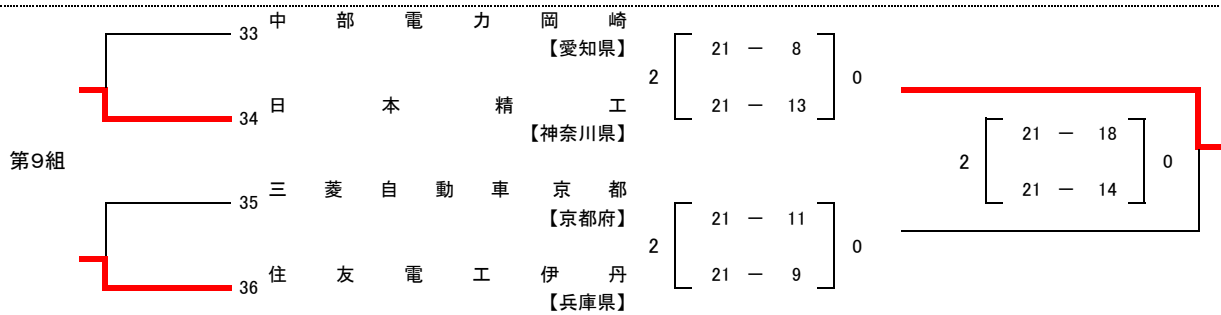 33 中部電力岡崎
【愛知県】
21 － 8
2 0
34 日本精工
21 － 13
【神奈川県】
21 － 18
第9組
2 0
35 三菱自動車京都
21 － 14
【京都府】
21 － 11
2 0
36 住友電工伊丹
21 － 9
【兵庫県】